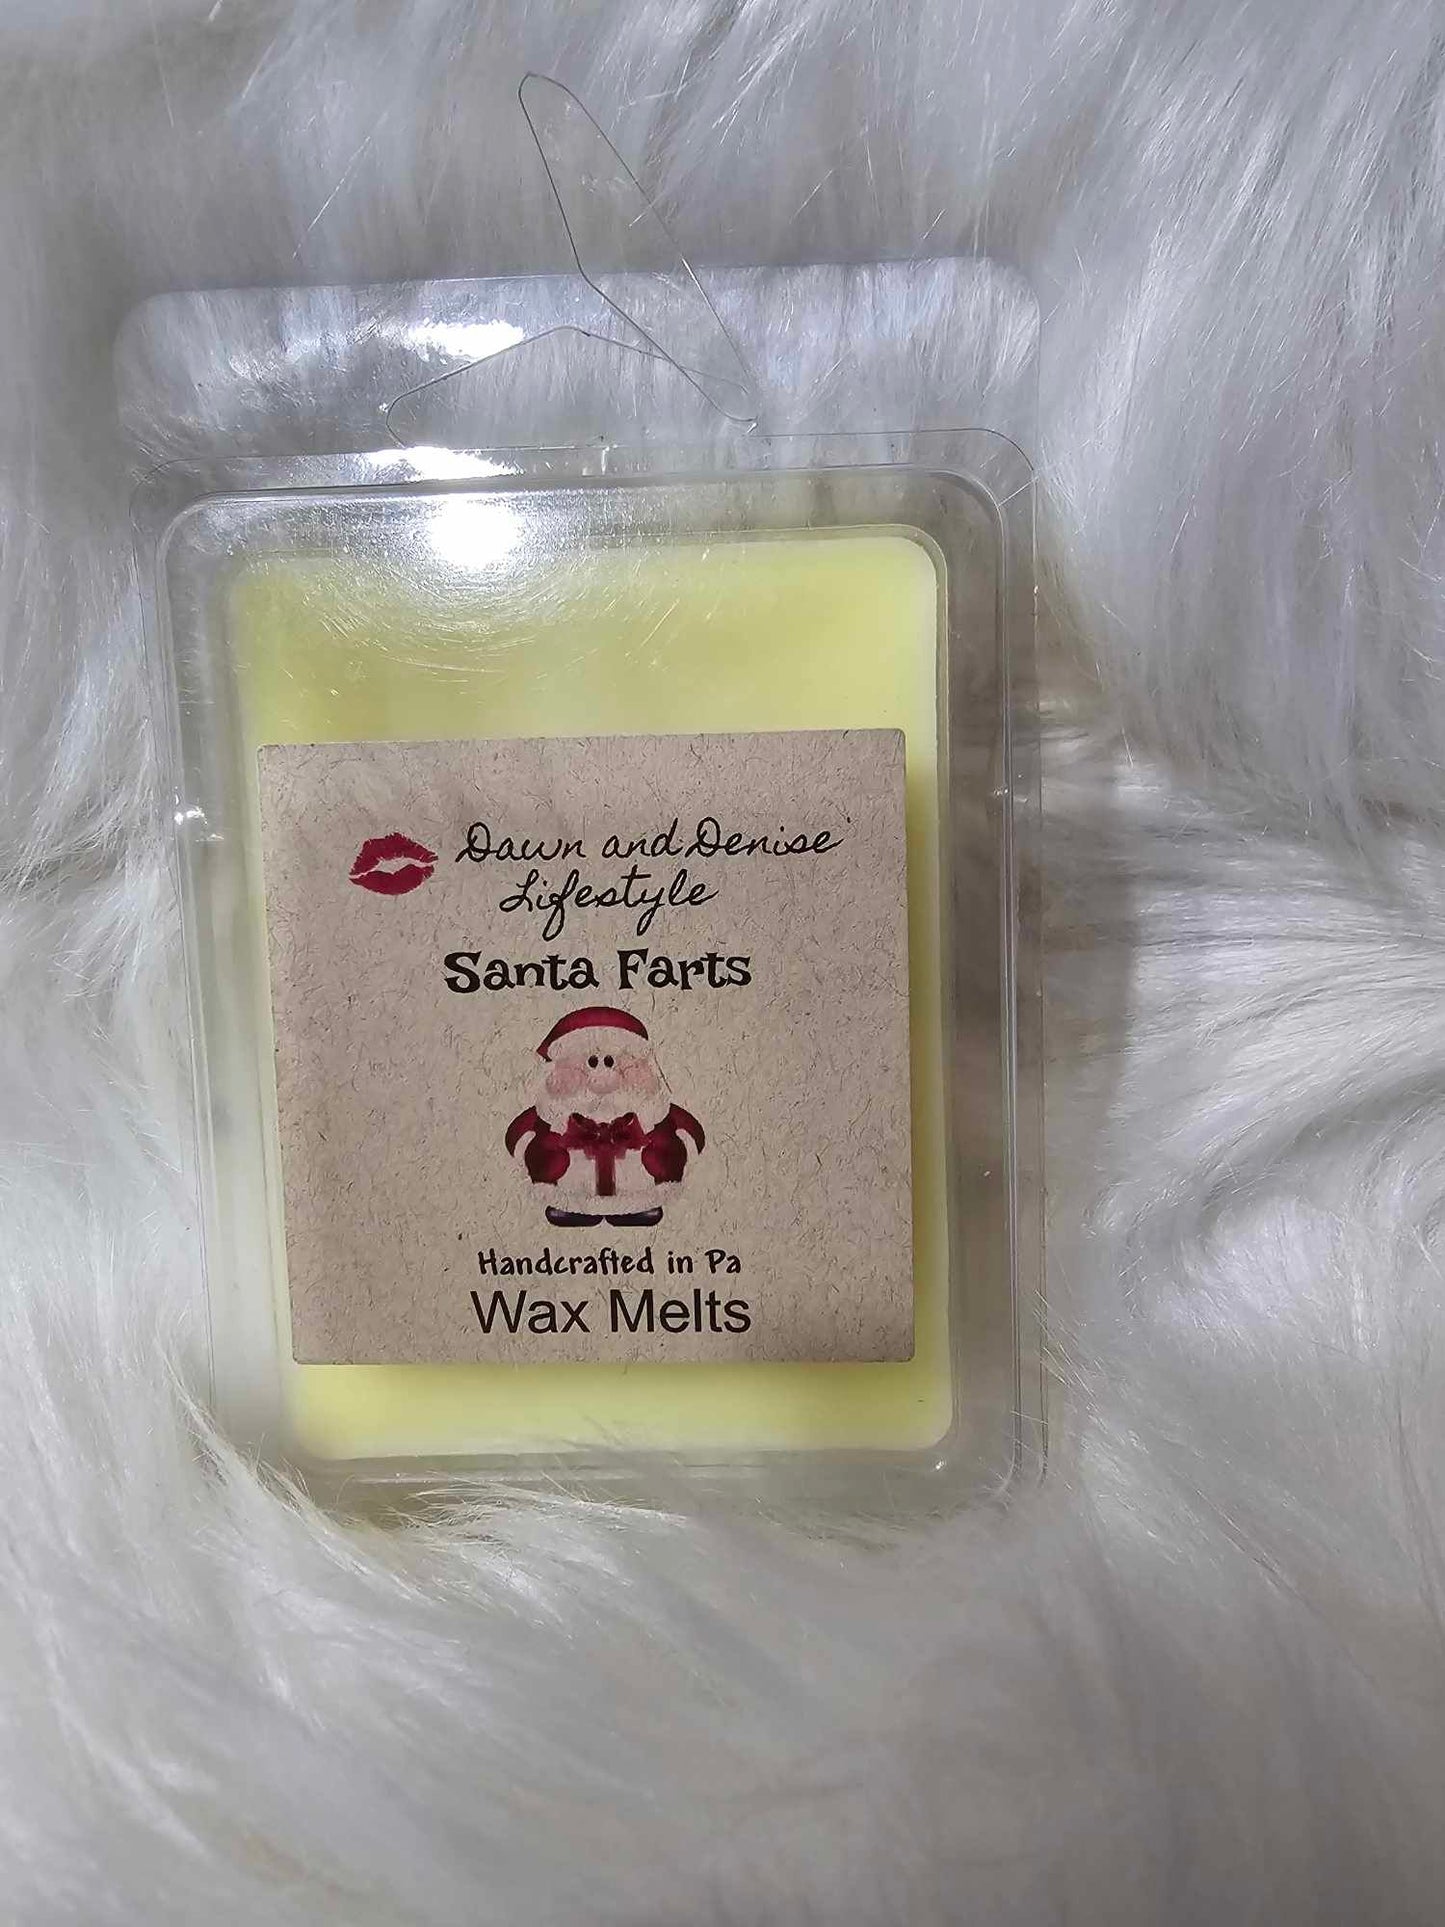 Dawn and Denise
Lifestyle
Santa Farts
Handcrafted in Pa
Wax Melts